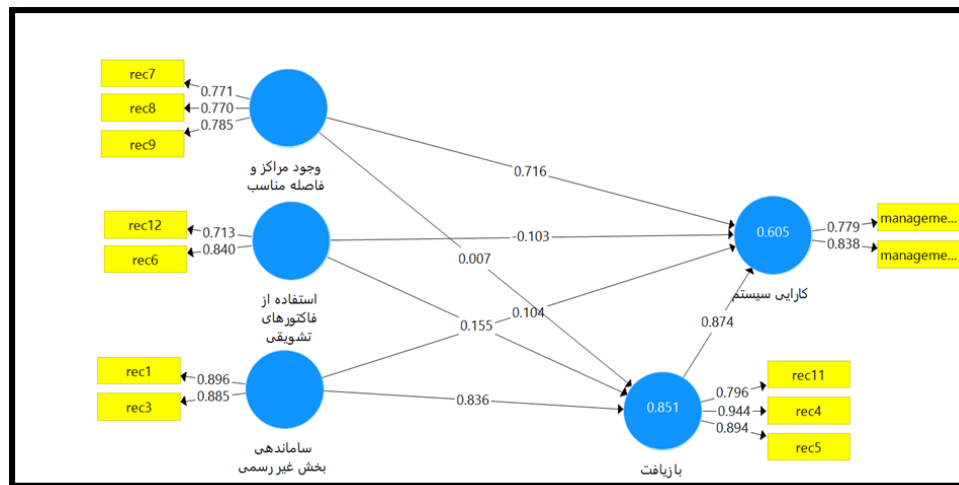 rec7
0.771
rec8
0.770
rec9
0.785
وجود مراکز و
فاصله مناسب
0.716
rec12
0.713
rec6
0.840
استفاده از
فاکتورهای
تشویقی
-0.103
0.007
0.605
0.779
manageme...
0.838
manageme...
کارایی سیستم
0.104
0.155
0.874
rec1
0.896
rec3
0.885
ساماندهی
بخش غیر رسمی
0.836
0.851
0.796
rec11
0.944
rec4
0.894
rec5
بازیافت